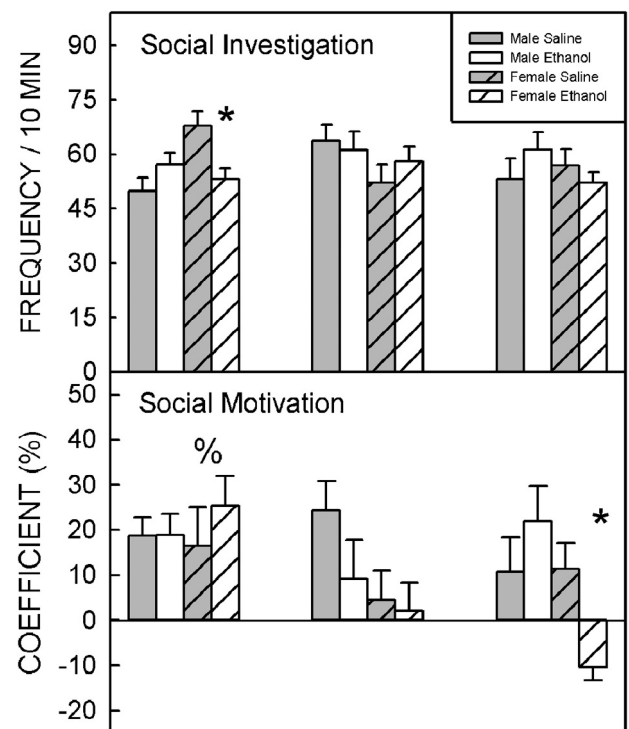 Social Investigation
Male Saline
Male Ethanol
Female Saline
Female Ethanol
FREQUENCY / 10 MIN
90
75
60
45
30
15
0
*
Social Motivation
COEFFICIENT (%)
50
40
30
20
10
0
-10
-20
%
*